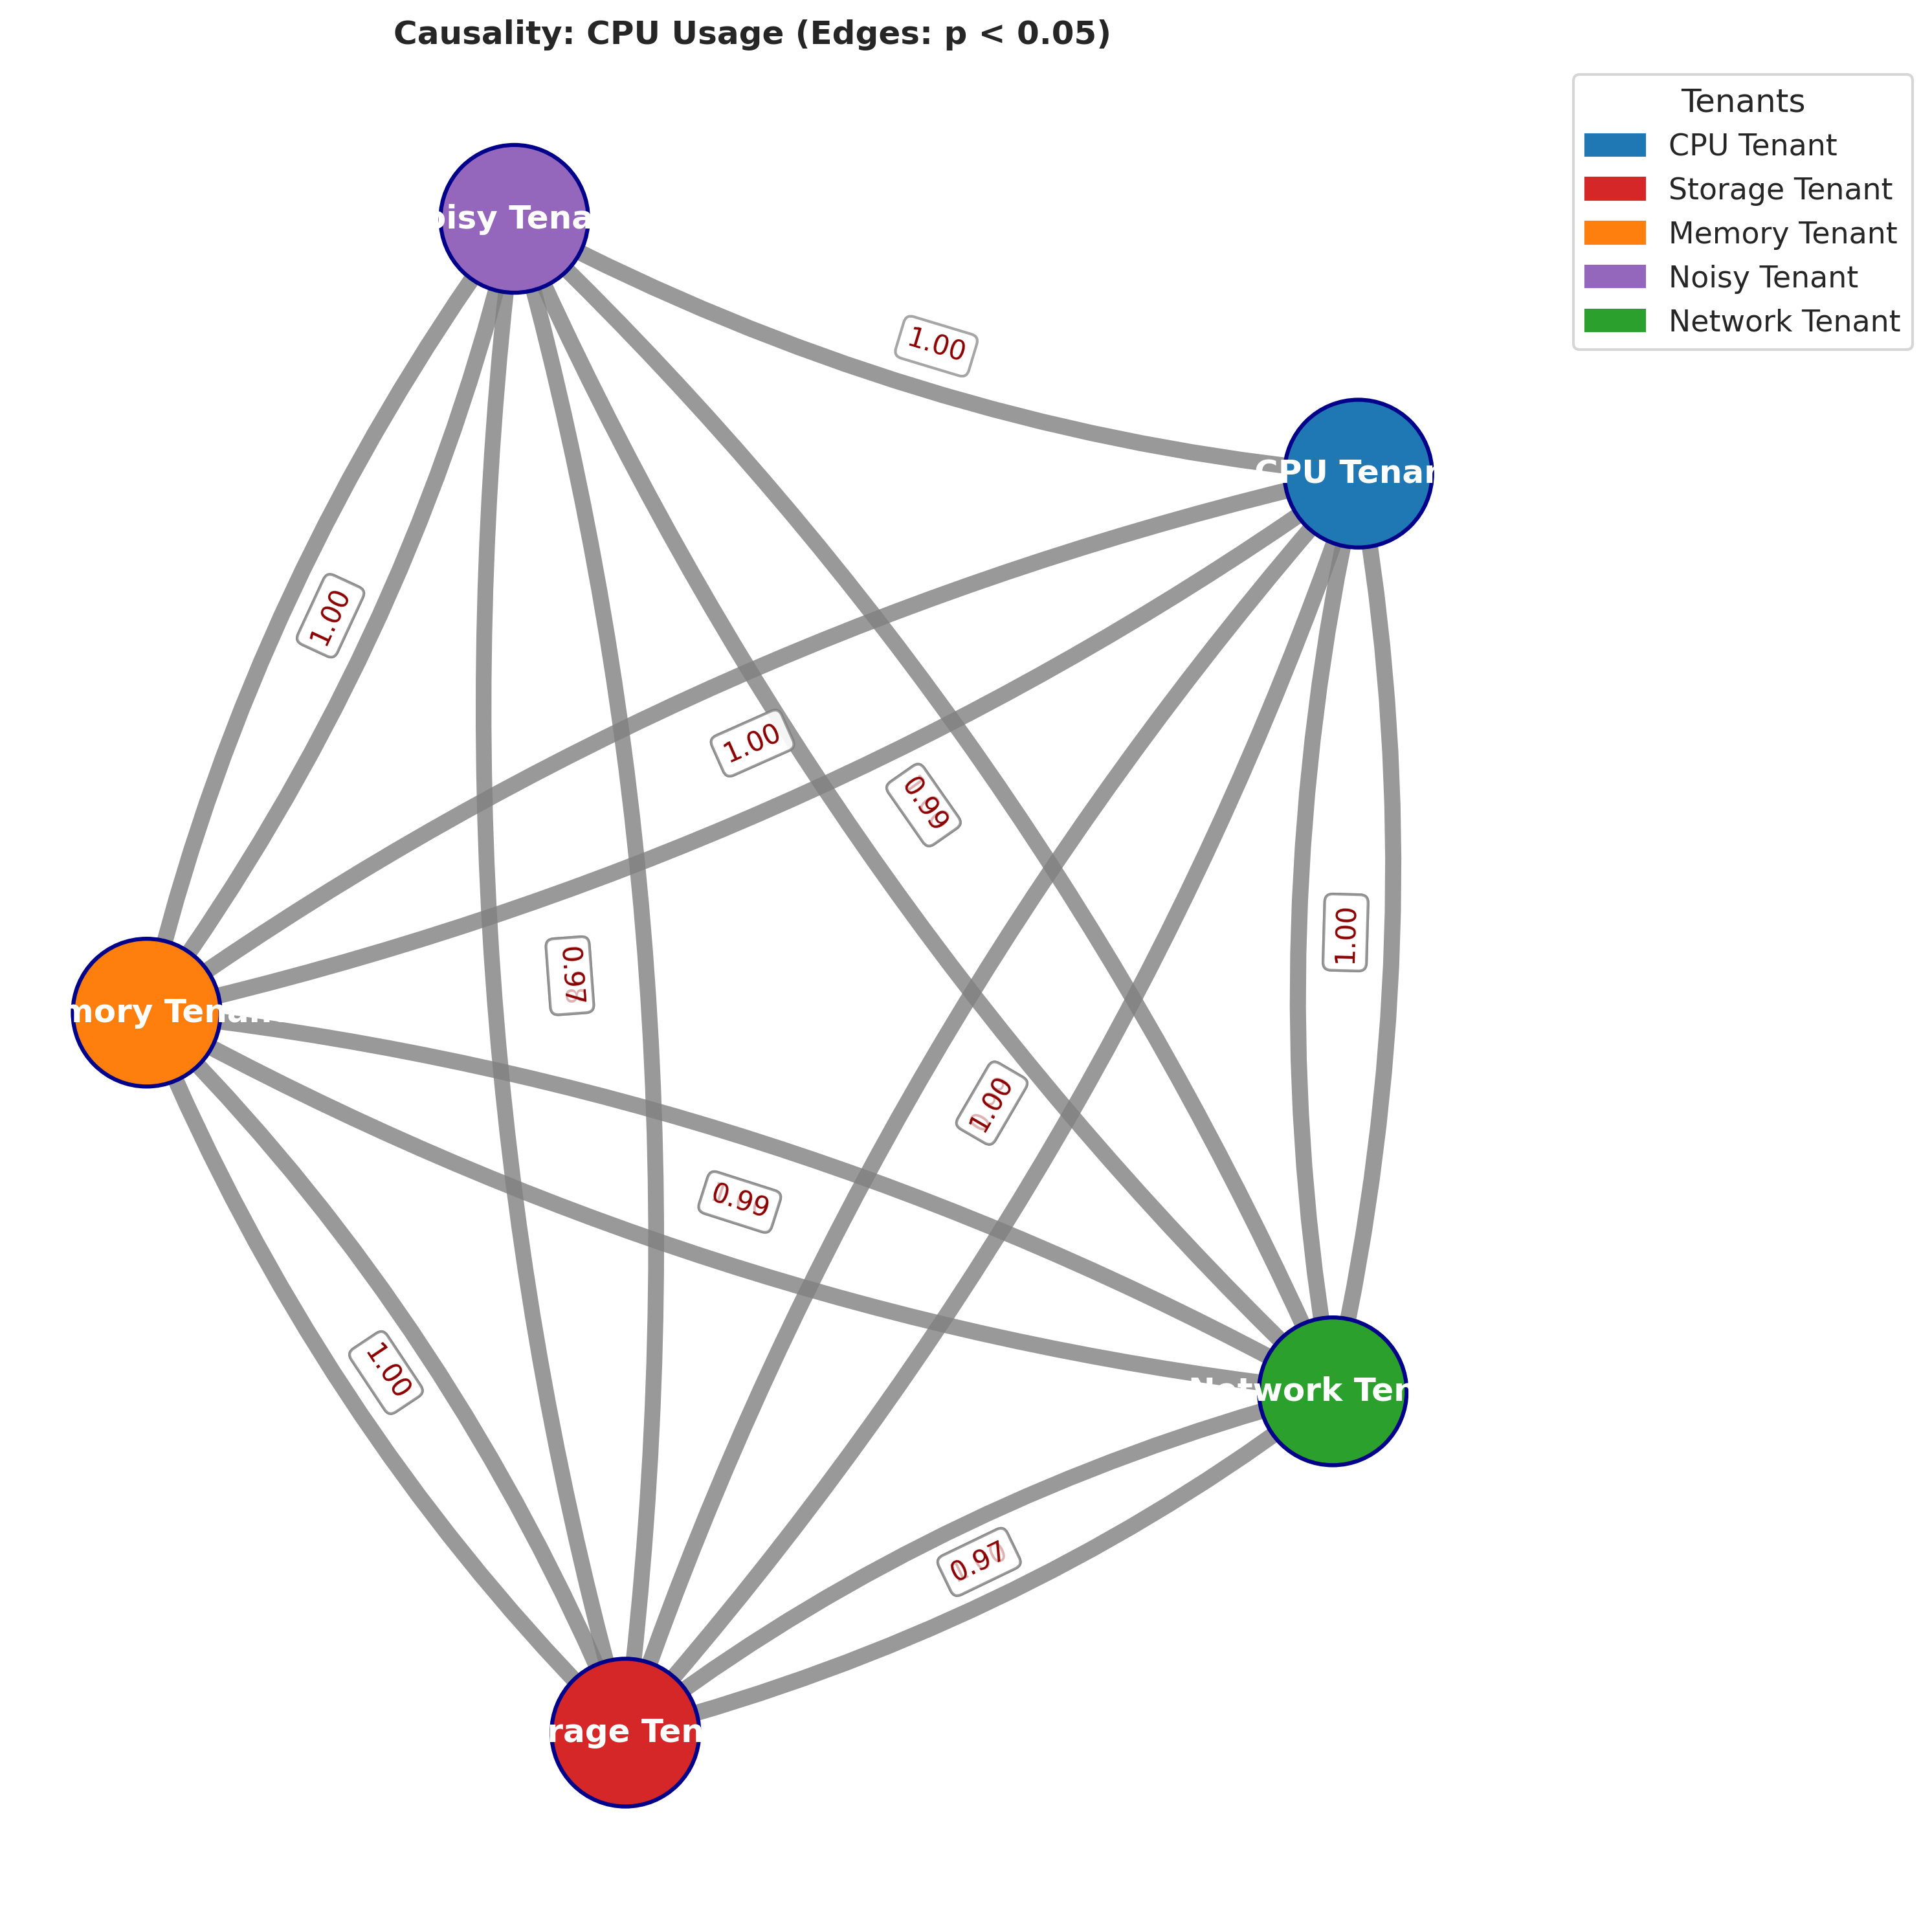 Causality: CPU Usage (Edges: p < 0.05)
Tenants
CPU Tenant
Storage Tenant
Memory Tenant
Noisy Tenant
Network Tenant
oisy Tena
1.00
CPU Tenan
1.00
1.00
0.99
1.00
0.97
mory Tenan
1.00
0.99
1.00
Network Ten
0.97
rage Ten